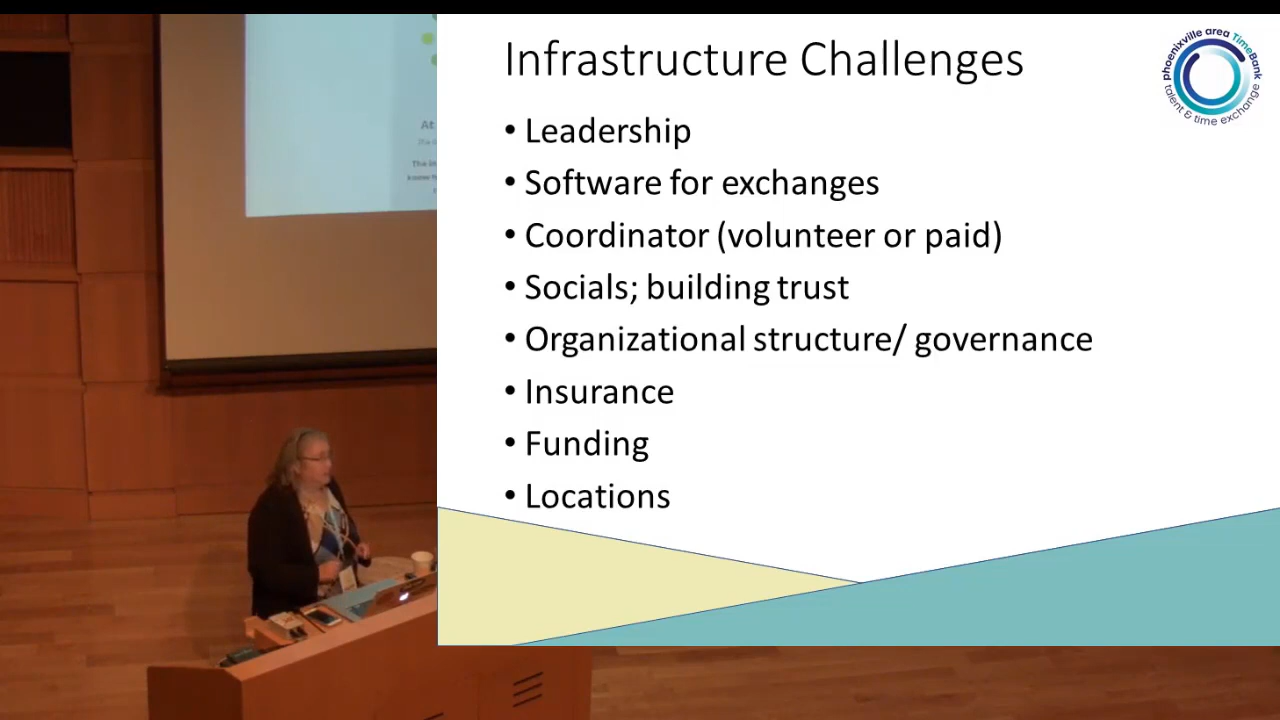 Infrastructure Challenges
phoenixville area TimeBank
talent & time exchange
• Leadership
• Software for exchanges
• Coordinator (volunteer or paid)
• Socials; building trust
• Organizational structure/ governance
• Insurance
• Funding
• Locations
At